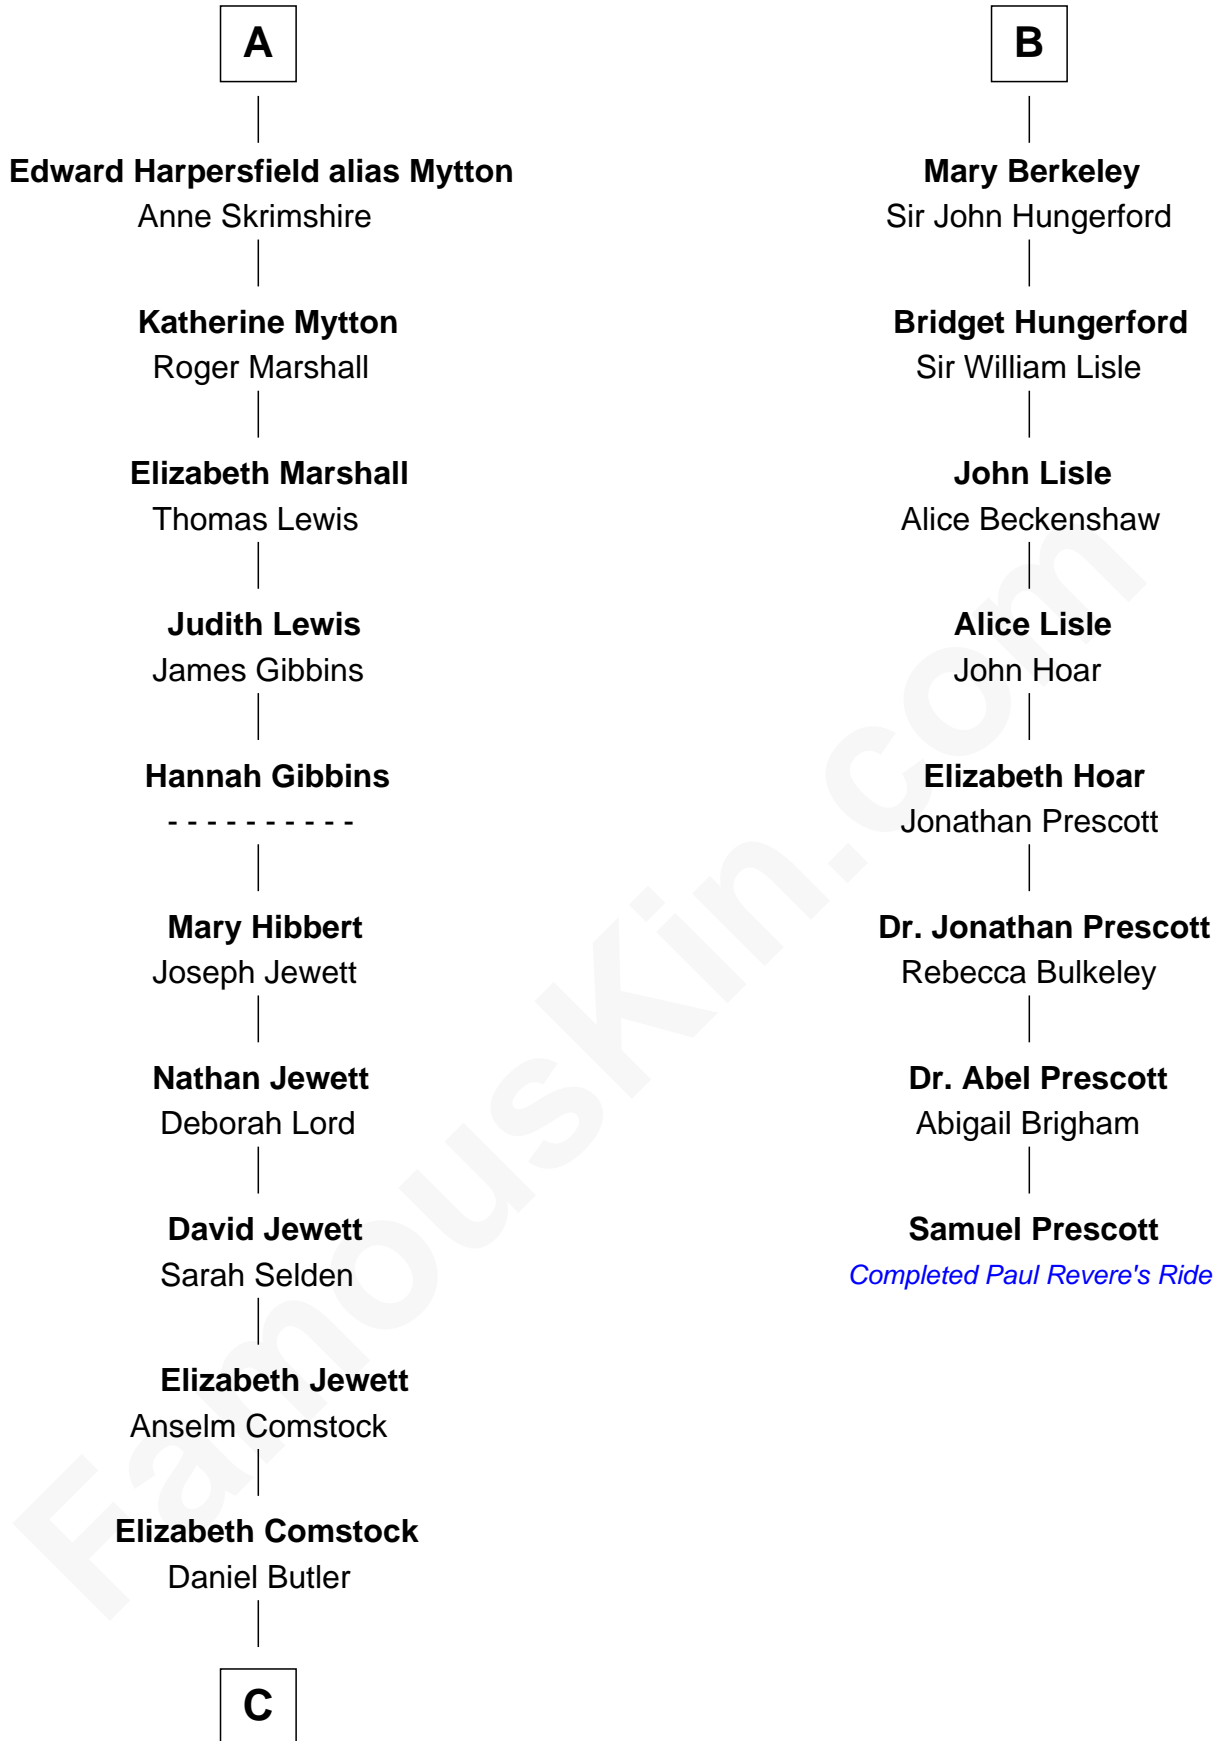 A
Edward Harpersfield alias Mytton
Anne Skrimshire
Katherine Mytton
Roger Marshall
Elizabeth Marshall
Thomas Lewis
Judith Lewis
James Gibbins
Hannah Gibbins
- - - - - - - - - -
Mary Hibbert
Joseph Jewett
Nathan Jewett
Deborah Lord
David Jewett
Sarah Selden
Elizabeth Jewett
Anselm Comstock
Elizabeth Comstock
Daniel Butler
C
B
Mary Berkeley
Sir John Hungerford
Bridget Hungerford
Sir William Lisle
John Lisle
Alice Beckenshaw
Alice Lisle
John Hoar
Elizabeth Hoar
Jonathan Prescott
Dr. Jonathan Prescott
Rebecca Bulkeley
Dr. Abel Prescott
Abigail Brigham
Samuel Prescott
Completed Paul Revere's Ride
FamousKin.com